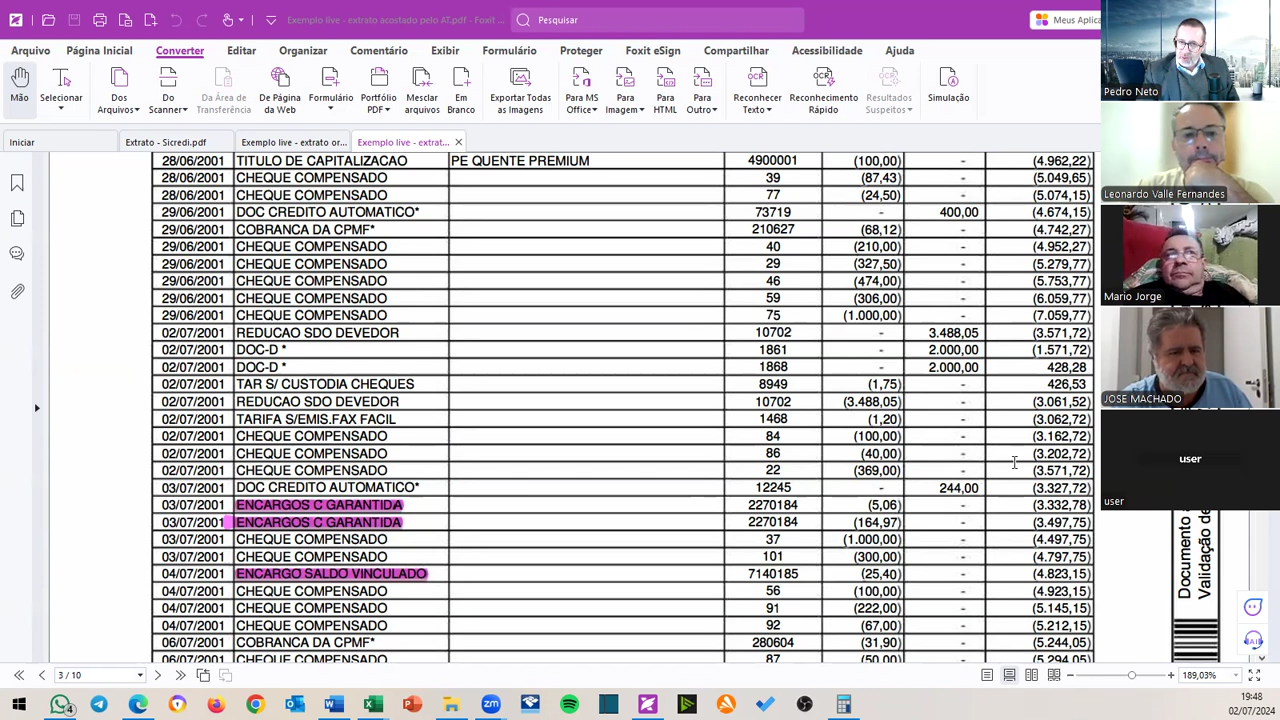 Exemplo live - extrato acostado pelo AT.pdf - Foxit ...
Pesquisar
Meus Aplica
Arquivo Página Inicial Converter Editar Organizar Comentário Exibir Formulário Proteger Foxit eSign Compartilhar Acessibilidade Ajuda
Mão
Selecionar
Dos Arquivos
Do Scanner
Da Área de Transferência
De Página da Web
Formulário
Portfólio PDF
Mesclar arquivos
Em Branco
Exportar Todas as Imagens
Para MS Office
Para Imagem
Para HTML
Para Outro
Reconhecer Texto
Reconhecimento Rápido
Resultados Suspeitos
Simulação
Iniciar
Extrato - Sicredi.pdf
Exemplo live - extrato or...
Exemplo live - extrat...
28/06/2001 TITULO DE CAPITALIZACAO PE QUENTE PREMIUM 4900001 (100,00) - (4.962,22)
28/06/2001 CHEQUE COMPENSADO 39 (87,43) - (5.049,65)
28/06/2001 CHEQUE COMPENSADO 77 (24,50) - (5.074,15)
29/06/2001 DOC CREDITO AUTOMATICO* 73719 - 400,00 (4.674,15)
29/06/2001 COBRANCA DA CPMF* 210627 (68,12) - (4.742,27)
29/06/2001 CHEQUE COMPENSADO 40 (210,00) - (4.952,27)
29/06/2001 CHEQUE COMPENSADO 29 (327,50) - (5.279,77)
29/06/2001 CHEQUE COMPENSADO 46 (474,00) - (5.753,77)
29/06/2001 CHEQUE COMPENSADO 59 (306,00) - (6.059,77)
29/06/2001 CHEQUE COMPENSADO 75 (1.000,00) - (7.059,77)
02/07/2001 REDUCAO SDO DEVEDOR 10702 - 3.488,05 (3.571,72)
02/07/2001 DOC-D * 1861 - 2.000,00 (1.571,72)
02/07/2001 DOC-D * 1868 - 2.000,00 428,28
02/07/2001 TAR S/ CUSTODIA CHEQUES 8949 (1,75) - 426,53
02/07/2001 REDUCAO SDO DEVEDOR 10702 (3.488,05) - (3.061,52)
02/07/2001 TARIFA S/EMIS.FAX FACIL 1468 (1,20) - (3.062,72)
02/07/2001 CHEQUE COMPENSADO 84 (100,00) - (3.162,72)
02/07/2001 CHEQUE COMPENSADO 86 (40,00) - (3.202,72)
02/07/2001 CHEQUE COMPENSADO 22 (369,00) - (3.571,72)
03/07/2001 DOC CREDITO AUTOMATICO* 12245 - 244,00 (3.327,72)
03/07/2001 ENCARGOS C GARANTIDA 2270184 (5,06) - (3.332,78)
03/07/2001 ENCARGOS C GARANTIDA 2270184 (164,97) - (3.497,75)
03/07/2001 CHEQUE COMPENSADO 37 (1.000,00) - (4.497,75)
03/07/2001 CHEQUE COMPENSADO 101 (300,00) - (4.797,75)
04/07/2001 ENCARGO SALDO VINCULADO 7140185 (25,40) - (4.823,15)
04/07/2001 CHEQUE COMPENSADO 56 (100,00) - (4.923,15)
04/07/2001 CHEQUE COMPENSADO 91 (222,00) - (5.145,15)
04/07/2001 CHEQUE COMPENSADO 92 (67,00) - (5.212,15)
06/07/2001 COBRANCA DA CPMF* 280604 (31,90) - (5.244,05)
06/07/2001 CHEQUE COMPENSADO 87 (50,00) - (5.294,05)
Documento a
Validação de
Pedro Neto
Leonardo Valle Fernandes
Mario Jorge
JOSE MACHADO
user
user
3 / 10
189,03%
4
19:48
02/07/2024